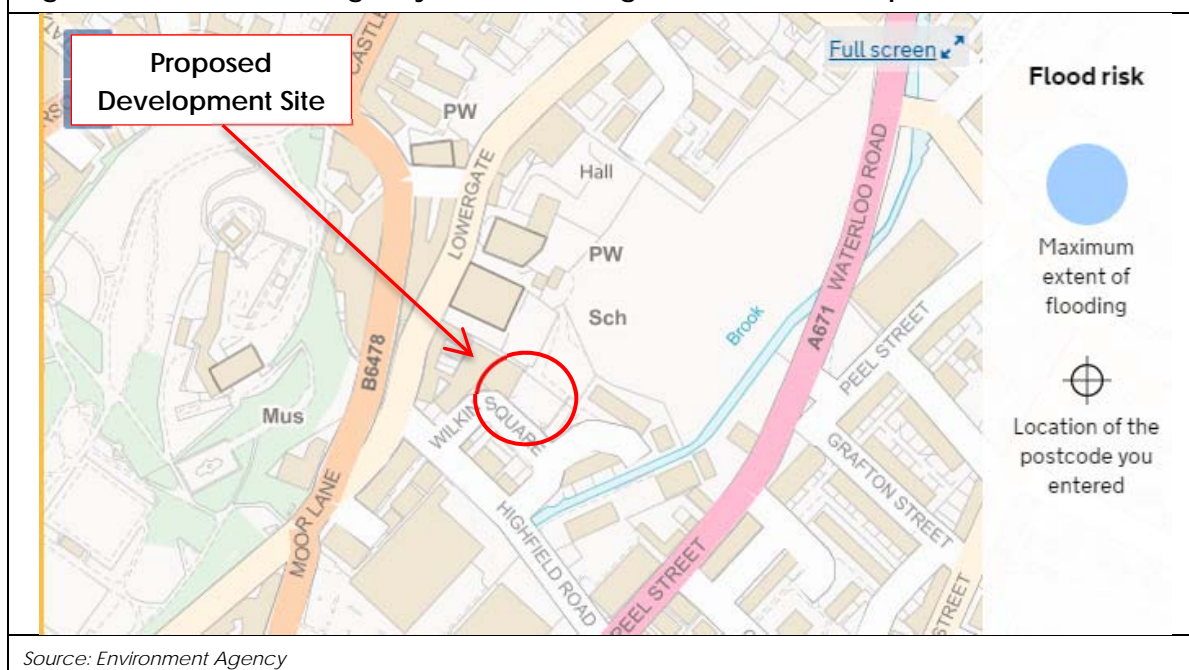 Proposed
Development Site
Full screen
Flood risk
PW
LOWERGATE
Hall
PW
Sch
WATERLOO ROAD
A671
Brook
PEEL STREET
B6478
Mus
WILKIN SQUARE
MOOR LANE
HIGHFIELD ROAD
GRAFTON STREET
PEEL STREET
STREET
Maximum
extent of
flooding
Location of the
postcode you
entered
Source: Environment Agency